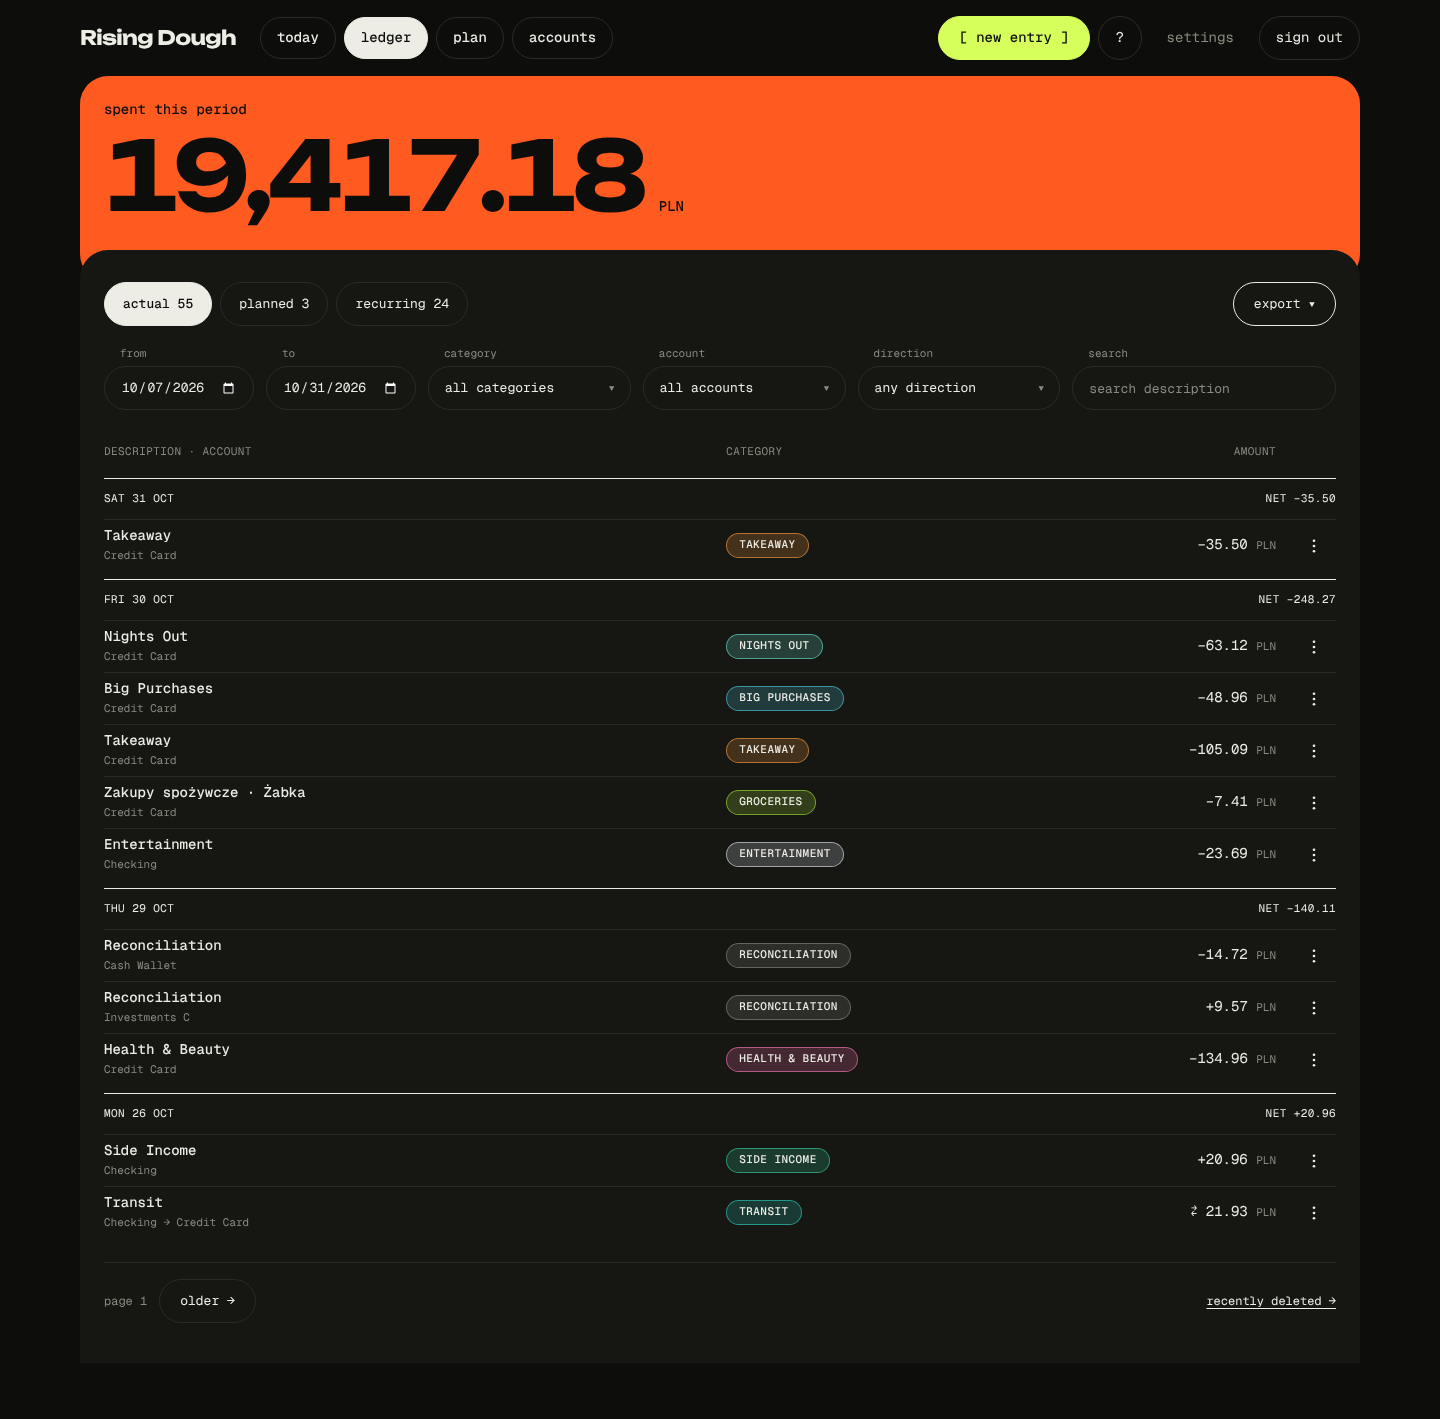 Rising Dough today ledger plan accounts [ new entry ] ? settings sign out
spent this period
19,417.18 PLN
actual 55 planned 3 recurring 24 export ▾
from to category account direction search
10/07/2026 10/31/2026 all categories ▾ all accounts ▾ any direction ▾ search description
DESCRIPTION · ACCOUNT CATEGORY AMOUNT
SAT 31 OCT NET −35.50
Takeaway
Credit Card
TAKEAWAY −35.50 PLN
FRI 30 OCT NET −248.27
Nights Out
Credit Card
NIGHTS OUT −63.12 PLN
Big Purchases
Credit Card
BIG PURCHASES −48.96 PLN
Takeaway
Credit Card
TAKEAWAY −105.09 PLN
Zakupy spożywcze · Żabka
Credit Card
GROCERIES −7.41 PLN
Entertainment
Checking
ENTERTAINMENT −23.69 PLN
THU 29 OCT NET −140.11
Reconciliation
Cash Wallet
RECONCILIATION −14.72 PLN
Reconciliation
Investments C
RECONCILIATION +9.57 PLN
Health & Beauty
Credit Card
HEALTH & BEAUTY −134.96 PLN
MON 26 OCT NET +20.96
Side Income
Checking
SIDE INCOME +20.96 PLN
Transit
Checking → Credit Card
TRANSIT ⇄ 21.93 PLN
page 1 older → recently deleted →